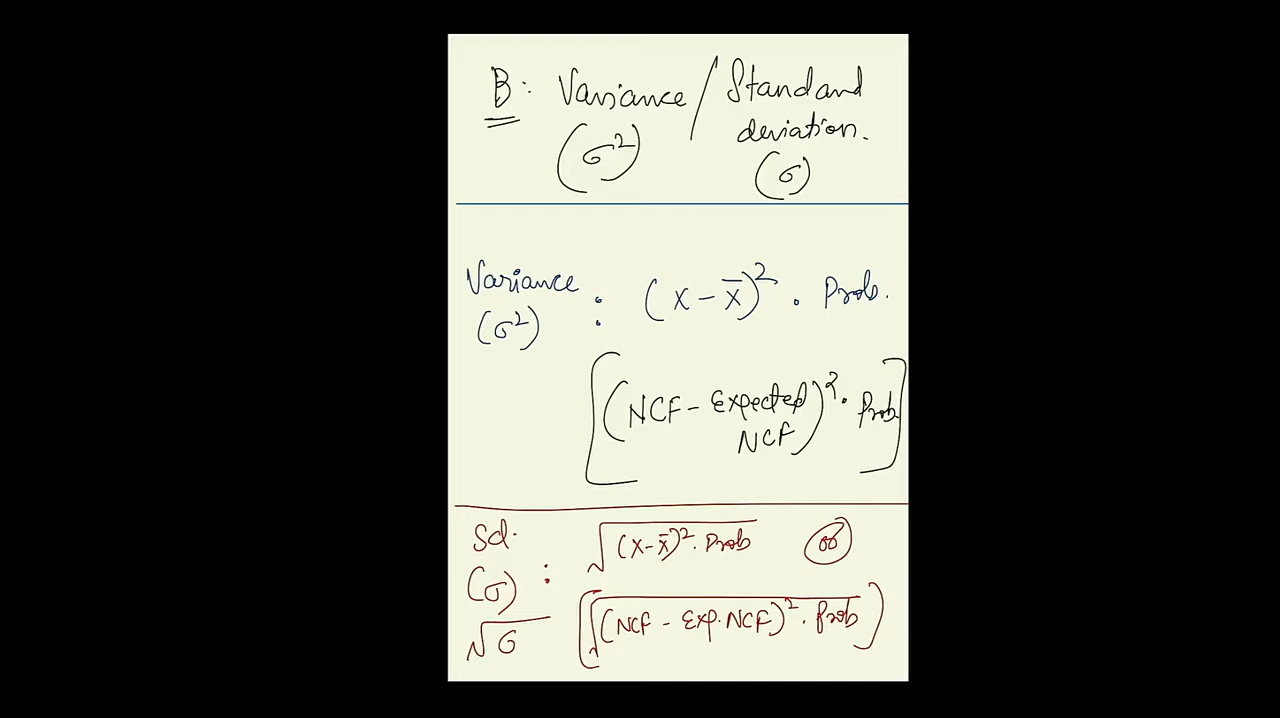 B: Variance / Standard
deviation.
(σ²) (σ)
Variance : (x - x̄)² . Prob.
(σ²)
[(NCF - Expected
NCF)² . Prob]
Sd. √(x-x̄)² . Prob
(σ) :
√σ [√(NCF - Exp.NCF)² . Prob]